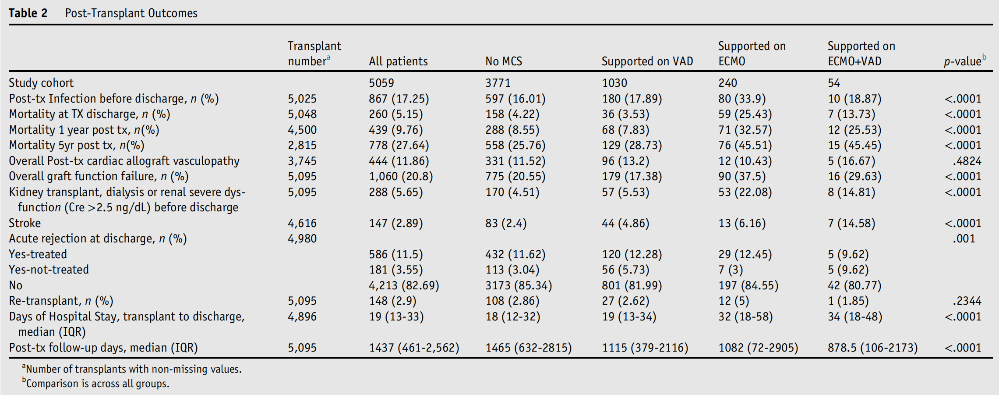 Table 2 Post-Transplant Outcomes
Transplant Supported on Supported on
numberᵃ All patients No MCS Supported on VAD ECMO ECMO+VAD p-valueᵇ
Study cohort 5059 3771 1030 240 54
Post-tx Infection before discharge, n (%) 5,025 867 (17.25) 597 (16.01) 180 (17.89) 80 (33.9) 10 (18.87) <.0001
Mortality at TX discharge, n (%) 5,048 260 (5.15) 158 (4.22) 36 (3.53) 59 (25.43) 7 (13.73) <.0001
Mortality 1 year post tx, n(%) 4,500 439 (9.76) 288 (8.55) 68 (7.83) 71 (32.57) 12 (25.53) <.0001
Mortality 5yr post tx, n(%) 2,815 778 (27.64) 558 (25.76) 129 (28.73) 76 (45.51) 15 (45.45) <.0001
Overall Post-tx cardiac allograft vasculopathy 3,745 444 (11.86) 331 (11.52) 96 (13.2) 12 (10.43) 5 (16.67) .4824
Overall graft function failure, n (%) 5,095 1,060 (20.8) 775 (20.55) 179 (17.38) 90 (37.5) 16 (29.63) <.0001
Kidney transplant, dialysis or renal severe dys- 5,095 288 (5.65) 170 (4.51) 57 (5.53) 53 (22.08) 8 (14.81) <.0001
function (Cre >2.5 ng/dL) before discharge
Stroke 4,616 147 (2.89) 83 (2.4) 44 (4.86) 13 (6.16) 7 (14.58) <.0001
Acute rejection at discharge, n (%) 4,980 .001
Yes-treated 586 (11.5) 432 (11.62) 120 (12.28) 29 (12.45) 5 (9.62)
Yes-not-treated 181 (3.55) 113 (3.04) 56 (5.73) 7 (3) 5 (9.62)
No 4,213 (82.69) 3173 (85.34) 801 (81.99) 197 (84.55) 42 (80.77)
Re-transplant, n (%) 5,095 148 (2.9) 108 (2.86) 27 (2.62) 12 (5) 1 (1.85) .2344
Days of Hospital Stay, transplant to discharge, 4,896 19 (13-33) 18 (12-32) 19 (13-34) 32 (18-58) 34 (18-48) <.0001
median (IQR)
Post-tx follow-up days, median (IQR) 5,095 1437 (461-2,562) 1465 (632-2815) 1115 (379-2116) 1082 (72-2905) 878.5 (106-2173) <.0001
ᵃNumber of transplants with non-missing values.
ᵇComparison is across all groups.